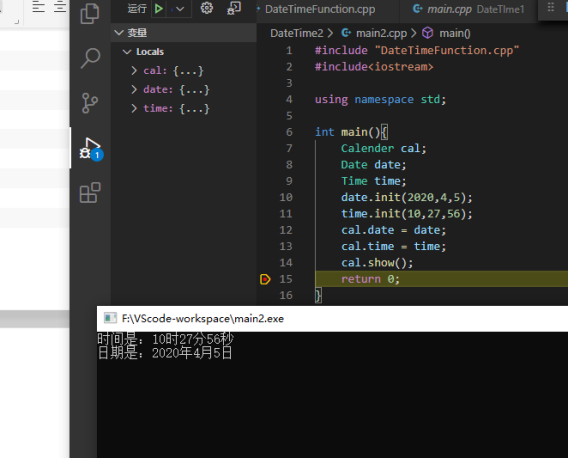 运行
DateTimeFunction.cpp
main.cpp DateTIme1
变量
DateTime2 > main2.cpp > main()
Locals
cal: {...}
date: {...}
time: {...}
1
1 #include "DateTimeFunction.cpp"
2 #include<iostream>
3
4 using namespace std;
5
6 int main(){
7 Calender cal;
8 Date date;
9 Time time;
10 date.init(2020,4,5);
11 time.init(10,27,56);
12 cal.date = date;
13 cal.time = time;
14 cal.show();
15 return 0;
16 }
F:\VScode-workspace\main2.exe
时间是：10时27分56秒
日期是：2020年4月5日